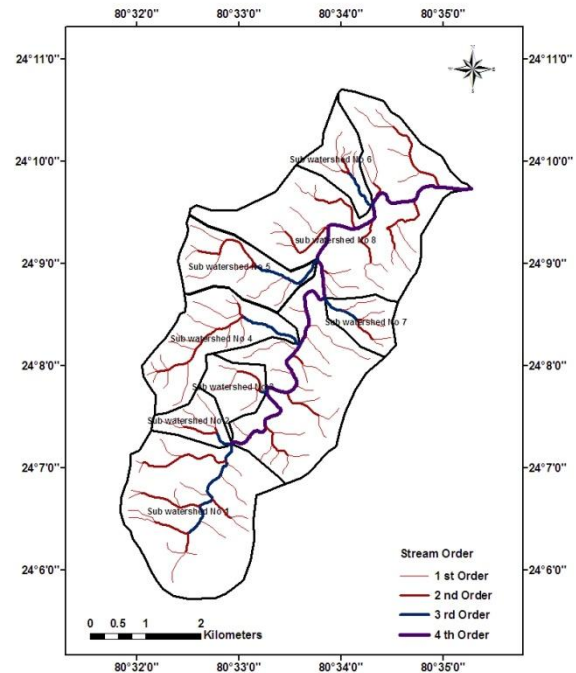 80°32'0" 80°33'0" 80°34'0" 80°35'0"
24°11'0" 24°11'0"
Sub watershed No 6
24°10'0" 24°10'0"
sub watershed No 8
24°9'0" 24°9'0"
Sub watershed No 5
Sub watershed No 7
Sub watershed No 4
24°8'0" 24°8'0"
Sub watershed No 3
Sub watershed No 2
24°7'0" 24°7'0"
Sub watershed No 1
Stream Order
24°6'0" 24°6'0"
1 st Order
2 nd Order
3 rd Order
4 th Order
0 0.5 1 2
Kilometers
80°32'0" 80°33'0" 80°34'0" 80°35'0"